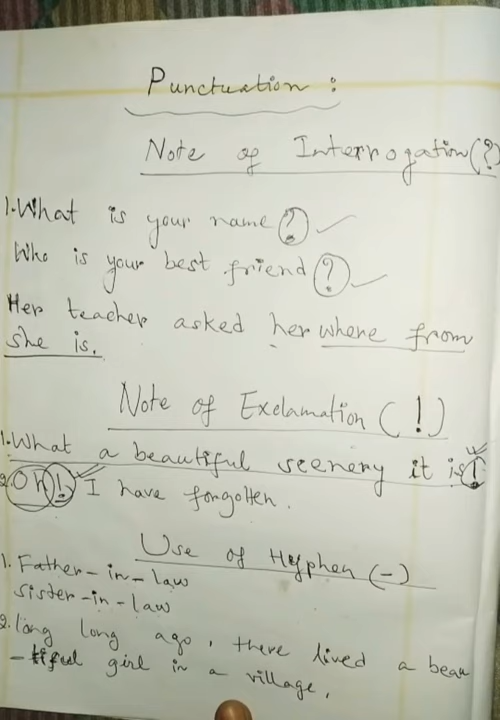 Punctuation :
Note of Interrogation (?)
1. What is your name ?
Who is your best friend ?
Her teacher asked her where from
she is.
Note of Exclamation ( ! )
1. What a beautiful scenery it is !
2. Oh ! I have forgotten.
Use of Hyphen (-)
1. Father-in-law
sister-in-law
2. long long ago, there lived a beau
-tiful girl in a village,